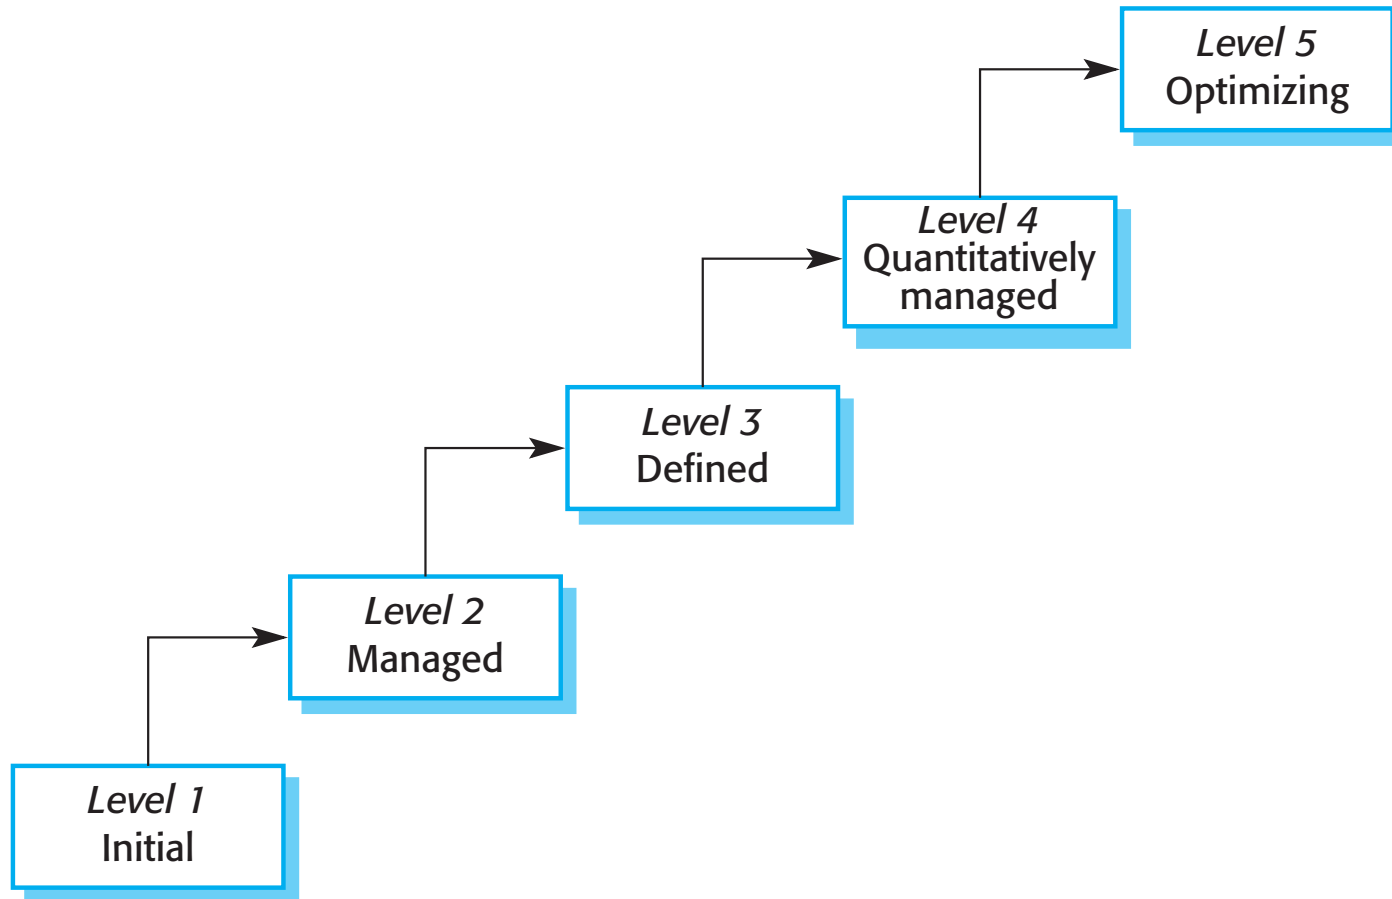 Level 5
Optimizing
Level 4
Quantitatively
managed
Level 3
Defined
Level 2
Managed
Level 1
Initial